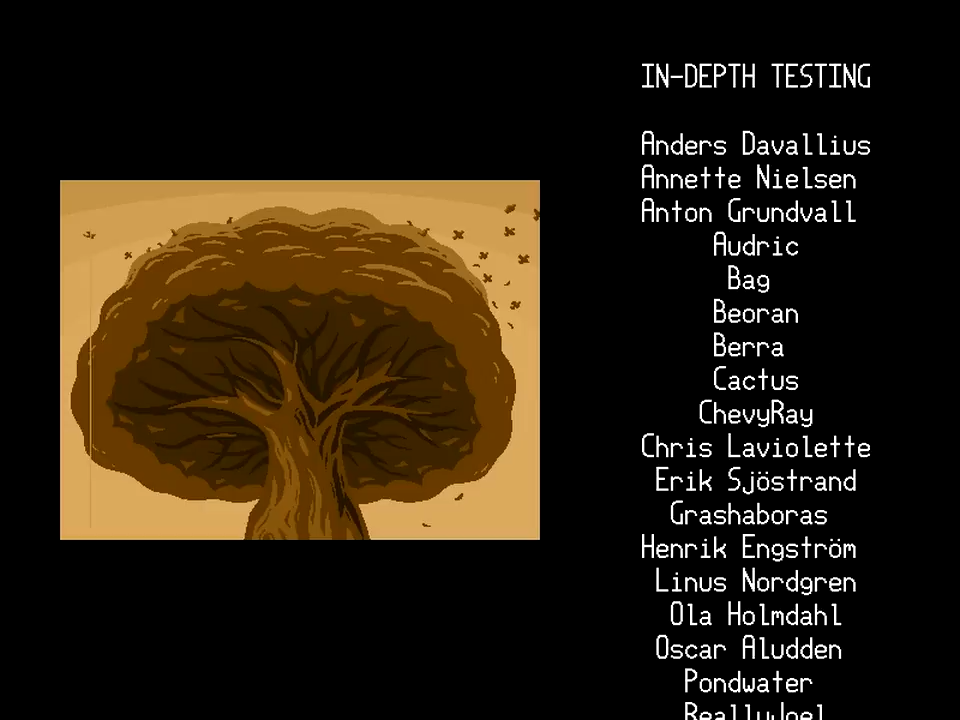 IN-DEPTH TESTING
Anders Davallius
Annette Nielsen
Anton Grundvall
Audric
Bag
Beoran
Berra
Cactus
ChevyRay
Chris Laviolette
Erik Sjöstrand
Grashaboras
Henrik Engström
Linus Nordgren
Ola Holmdahl
Oscar Aludden
Pondwater
ReallyJoel